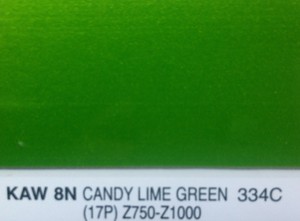 KAW 8N CANDY LIME GREEN 334C
(17P) Z750-Z1000